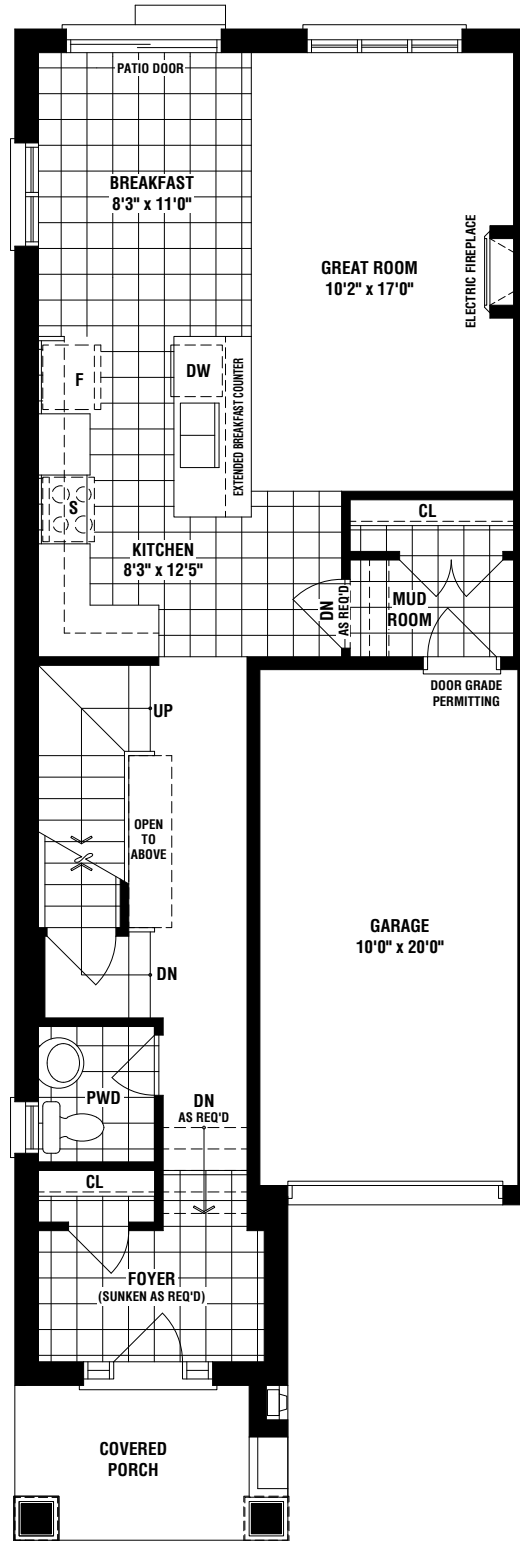 PATIO DOOR
BREAKFAST
8'3" x 11'0"
GREAT ROOM
10'2" x 17'0"
ELECTRIC FIREPLACE
F
DW
EXTENDED BREAKFAST COUNTER
S
CL
KITCHEN
8'3" x 12'5"
DN
AS REQ'D
MUD
ROOM
DOOR GRADE
PERMITTING
UP
OPEN
TO
ABOVE
GARAGE
10'0" x 20'0"
DN
PWD
DN
AS REQ'D
CL
FOYER
(SUNKEN AS REQ'D)
COVERED
PORCH